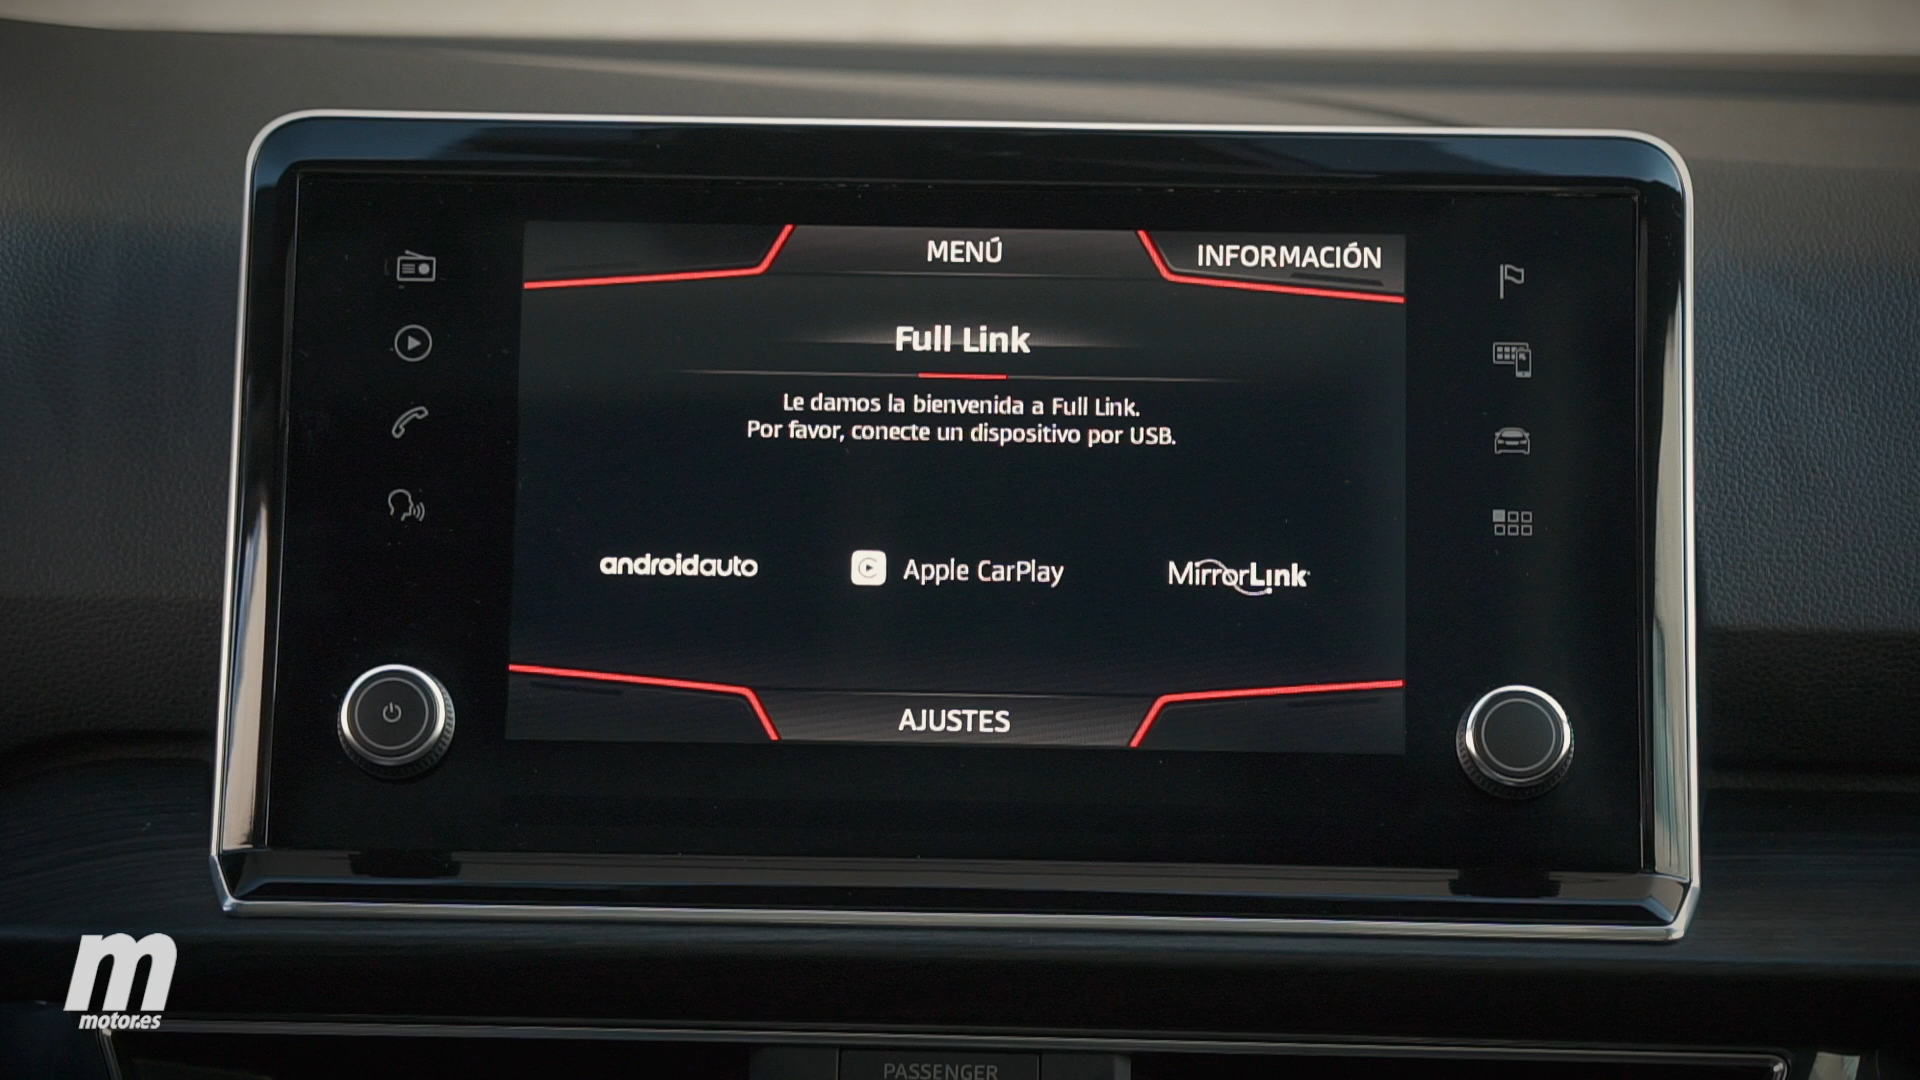 MENÚ
INFORMACIÓN
Full Link
Le damos la bienvenida a Full Link.
Por favor, conecte un dispositivo por USB.
androidauto
Apple CarPlay
MirrorLink
AJUSTES
m
motor.es
PASSENGER